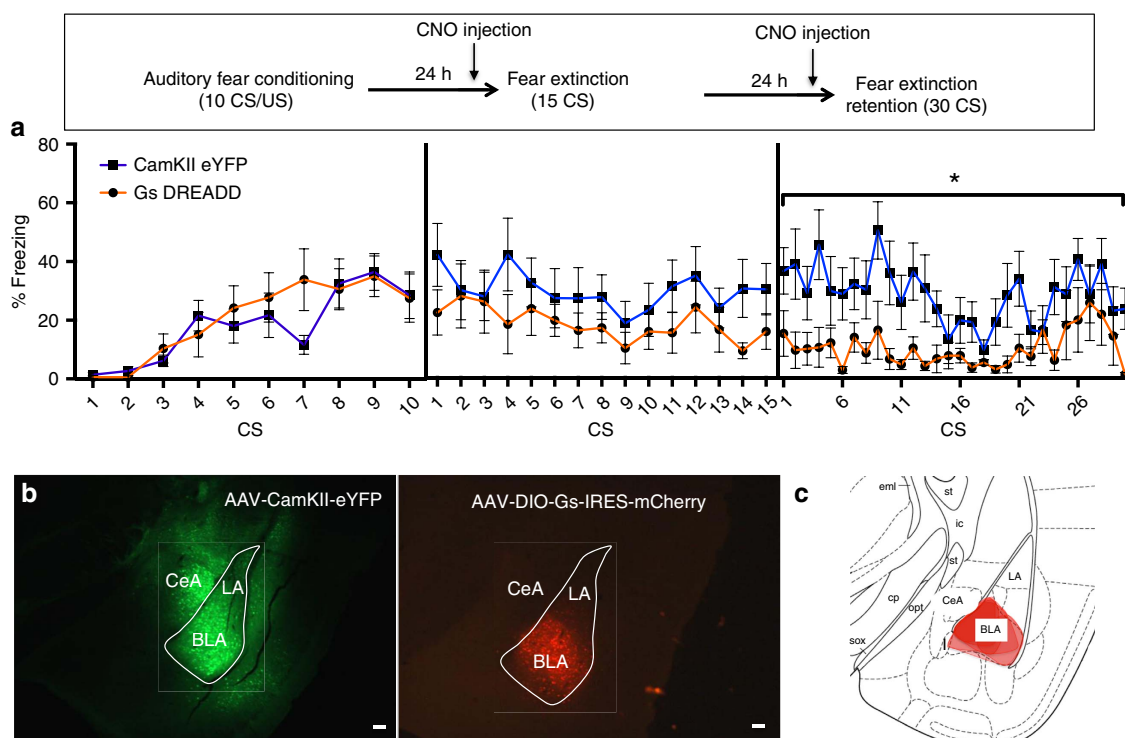 CNO injection
CNO injection
Auditory fear conditioning
(10 CS/US)
24 h
Fear extinction
(15 CS)
24 h
Fear extinction
retention (30 CS)
a
80
60
40
20
0
% Freezing
CamKII eYFP
Gs DREADD
*
1 2 3 4 5 6 7 8 9 10
CS
1 2 3 4 5 6 7 8 9 10 11 12 13 14 15
CS
1 6 11 16 21 26
CS
b
AAV-CamKII-eYFP
CeA
LA
BLA
AAV-DIO-Gs-IRES-mCherry
CeA
LA
BLA
c
eml
st
ic
st
LA
cp
opt
CeA
BLA
sox
I